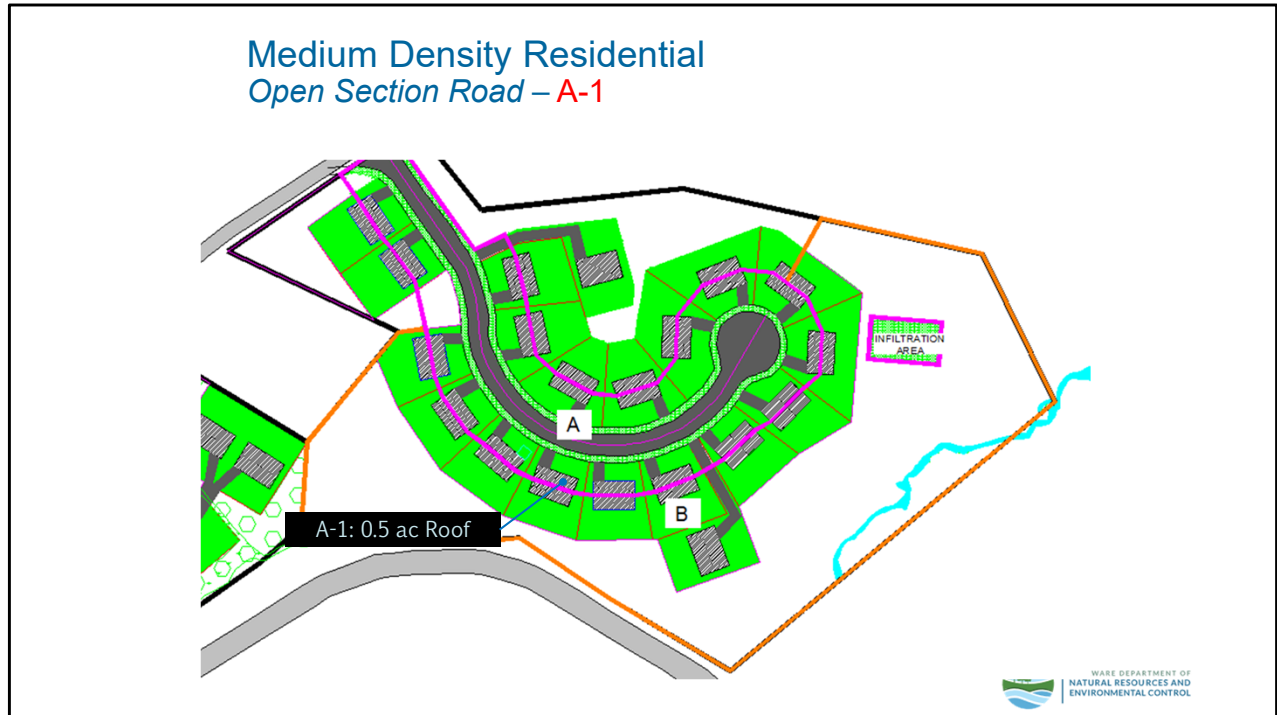 Medium Density Residential
Open Section Road – A-1
INFILTRATION
AREA
A
B
A-1: 0.5 ac Roof
WARE DEPARTMENT OF
NATURAL RESOURCES AND
ENVIRONMENTAL CONTROL